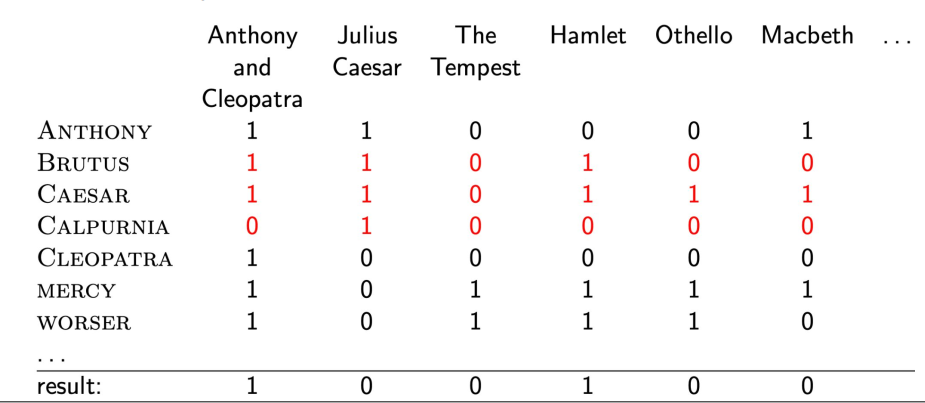 Anthony Julius The Hamlet Othello Macbeth ...
and Caesar Tempest
Cleopatra
ANTHONY 1 1 0 0 0 1
BRUTUS 1 1 0 1 0 0
CAESAR 1 1 0 1 1 1
CALPURNIA 0 1 0 0 0 0
CLEOPATRA 1 0 0 0 0 0
MERCY 1 0 1 1 1 1
WORSER 1 0 1 1 1 0
...
result: 1 0 0 1 0 0